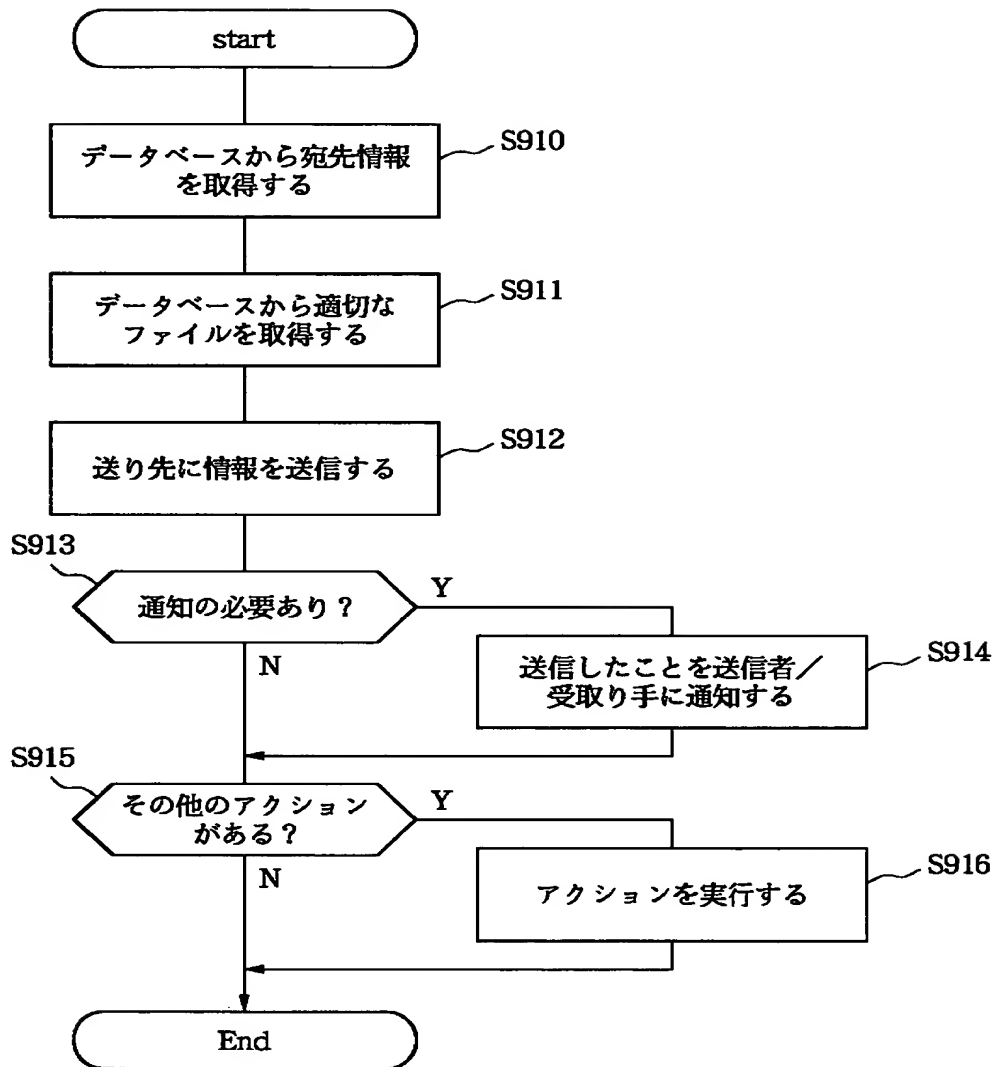 start
データベースから宛先情報
を取得する
S910
データベースから適切な
ファイルを取得する
S911
送り先に情報を送信する
S912
S913
通知の必要あり?
Y
N
送信したことを送信者/
受取り手に通知する
S914
S915
その他のアクション
がある?
Y
N
アクションを実行する
S916
End